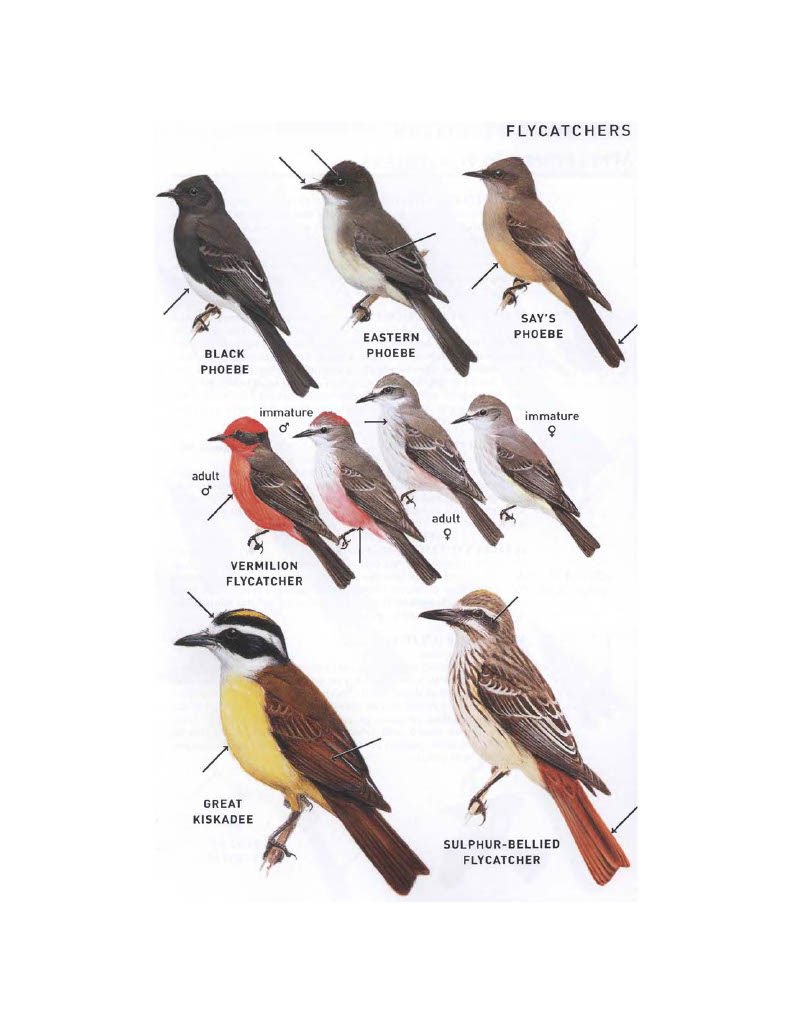 FLYCATCHERS
BLACK
PHOEBE
EASTERN
PHOEBE
SAY'S
PHOEBE
adult
♂
immature
♂
adult
♀
immature
♀
VERMILION
FLYCATCHER
GREAT
KISKADEE
SULPHUR-BELLIED
FLYCATCHER